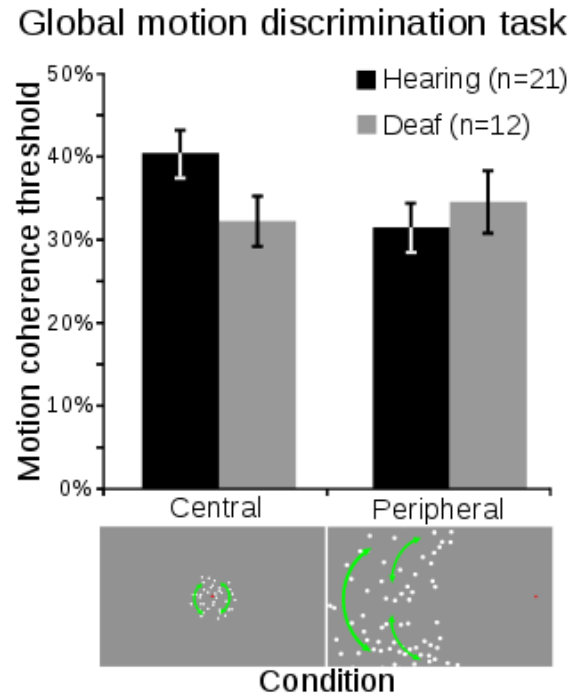 Global motion discrimination task
Motion coherence threshold
50%
40%
30%
20%
10%
0%
Hearing (n=21)
Deaf (n=12)
Central
Peripheral
Condition